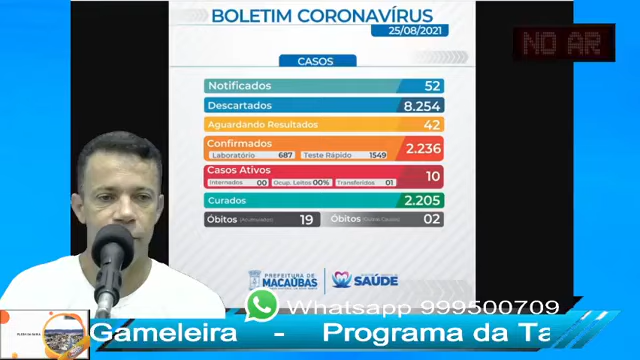 BOLETIM CORONAVÍRUS
25/08/2021
NO AR
CASOS
Notificados 52
Descartados 8.254
Aguardando Resultados 42
Confirmados 2.236
Laboratório 687 Teste Rápido 1549
Casos Ativos 10
Internados 00 Ocup. Leitos 00% Transferidos 01
Curados 2.205
Óbitos (Acumulados) 19 Óbitos (Outras Causas) 02
PREFEITURA DE
MACAÚBAS
SAÚDE
Whatsapp 999500709
Gameleira - Programa da Ta